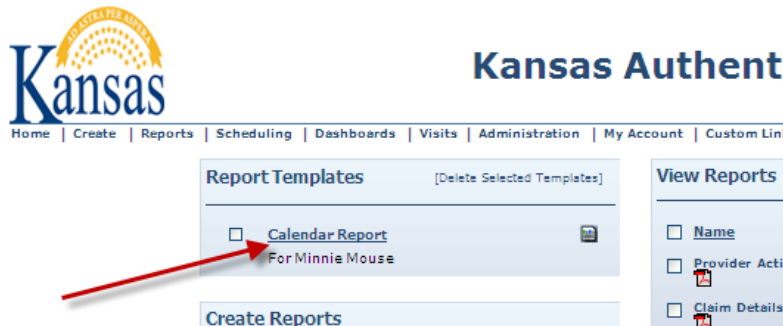 AD ASTRA PER ASPERA
Kansas
Kansas Authent
Home | Create | Reports | Scheduling | Dashboards | Visits | Administration | My Account | Custom Lin
Report Templates [Delete Selected Templates]
Calendar Report
For Minnie Mouse
Create Reports
View Reports
Name
Provider Acti
Claim Details